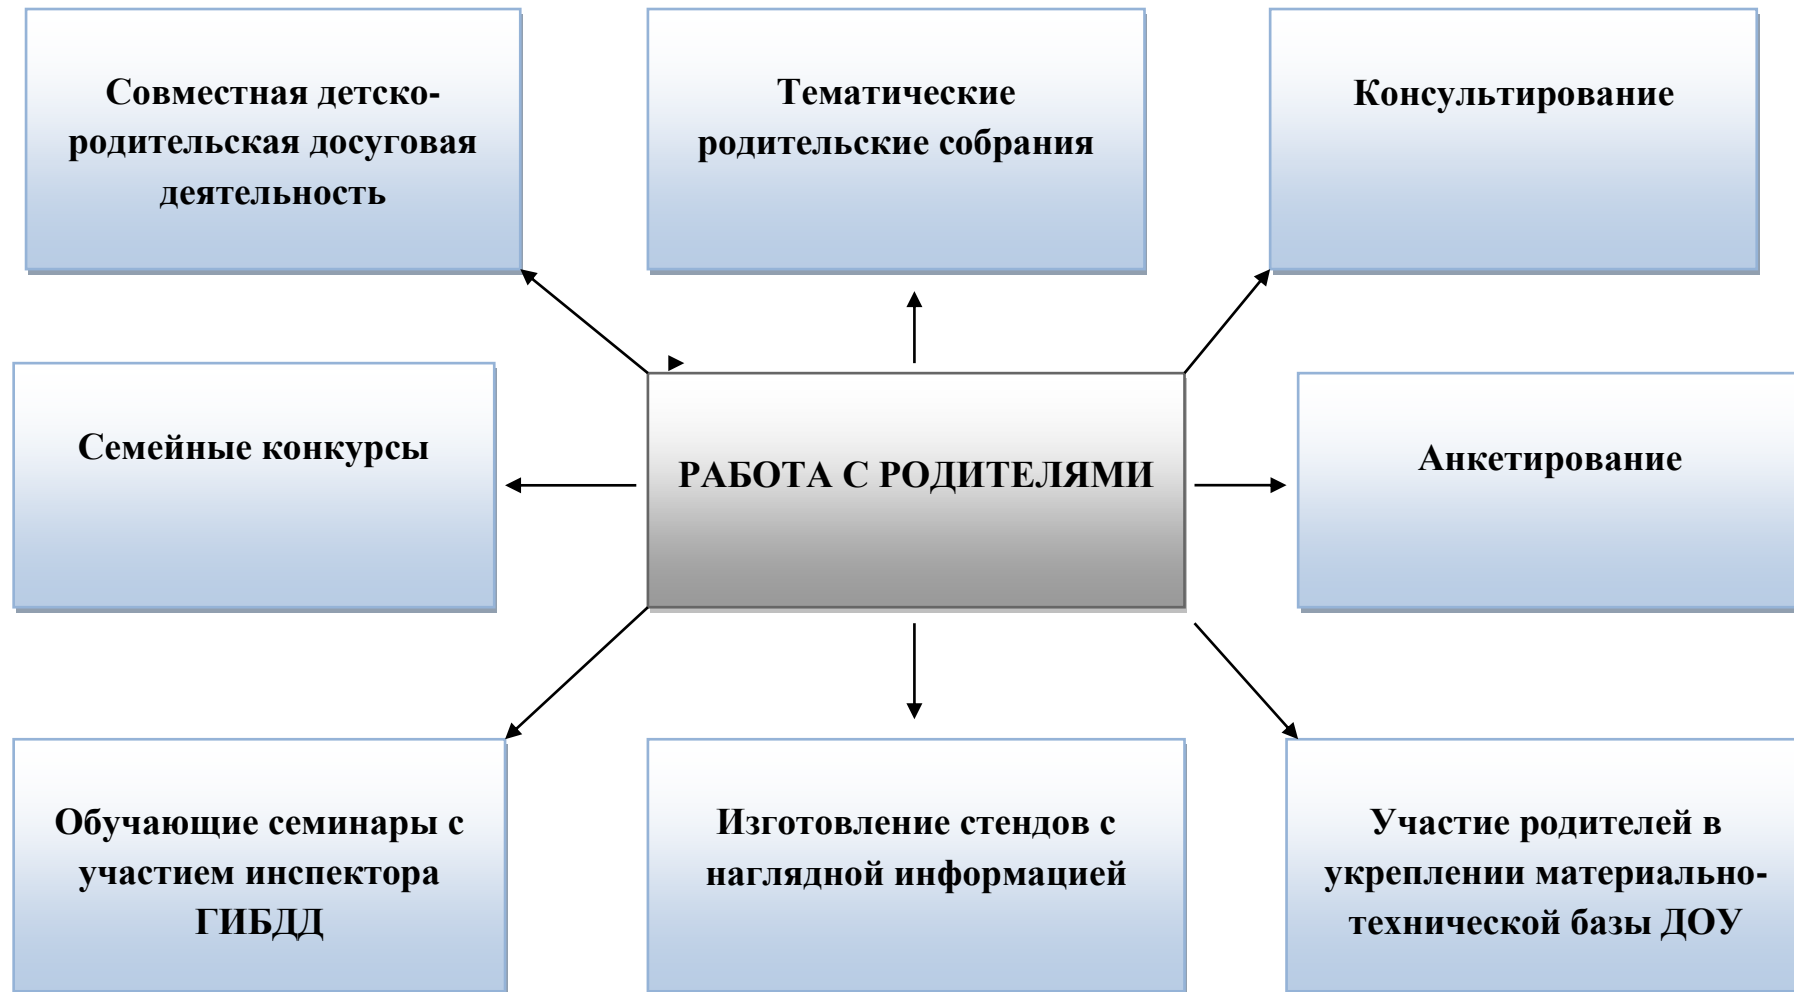 Совместная детско-
родительская досуговая
деятельность
Тематические
родительские собрания
Консультирование
Семейные конкурсы
РАБОТА С РОДИТЕЛЯМИ
Анкетирование
Обучающие семинары с
участием инспектора
ГИБДД
Изготовление стендов с
наглядной информацией
Участие родителей в
укреплении материально-
технической базы ДОУ